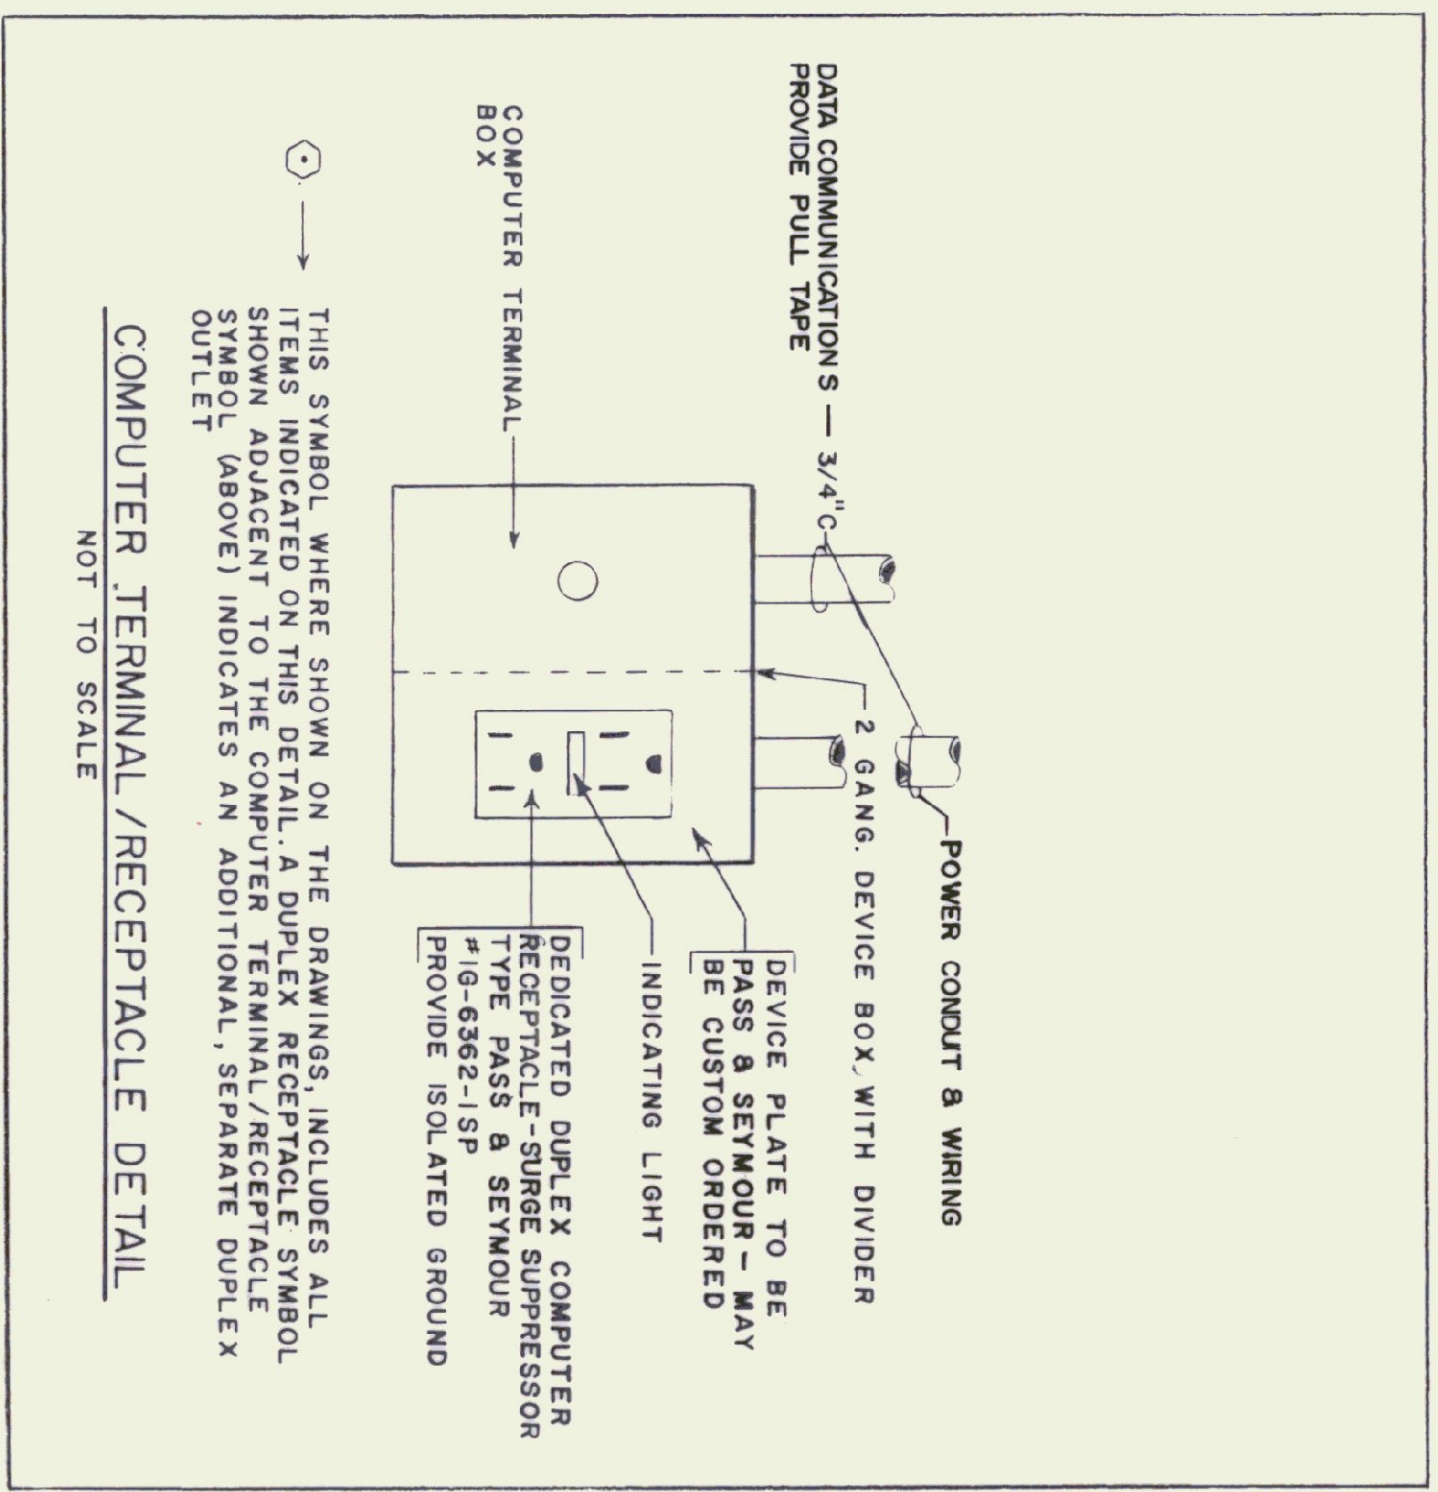 DATA COMMUNICATIONS — 3/4"C
PROVIDE PULL TAPE
POWER CONDUIT & WIRING
2 GANG. DEVICE BOX, WITH DIVIDER
DEVICE PLATE TO BE
PASS & SEYMOUR – MAY
BE CUSTOM ORDERED
INDICATING LIGHT
COMPUTER TERMINAL
BOX
DEDICATED DUPLEX COMPUTER
RECEPTACLE-SURGE SUPPRESSOR
TYPE PASS & SEYMOUR
#IG-6362-ISP
PROVIDE ISOLATED GROUND
THIS SYMBOL WHERE SHOWN ON THE DRAWINGS, INCLUDES ALL
ITEMS INDICATED ON THIS DETAIL. A DUPLEX RECEPTACLE SYMBOL
SHOWN ADJACENT TO THE COMPUTER TERMINAL/RECEPTACLE
SYMBOL (ABOVE) INDICATES AN ADDITIONAL, SEPARATE DUPLEX
OUTLET
COMPUTER TERMINAL/RECEPTACLE DETAIL
NOT TO SCALE